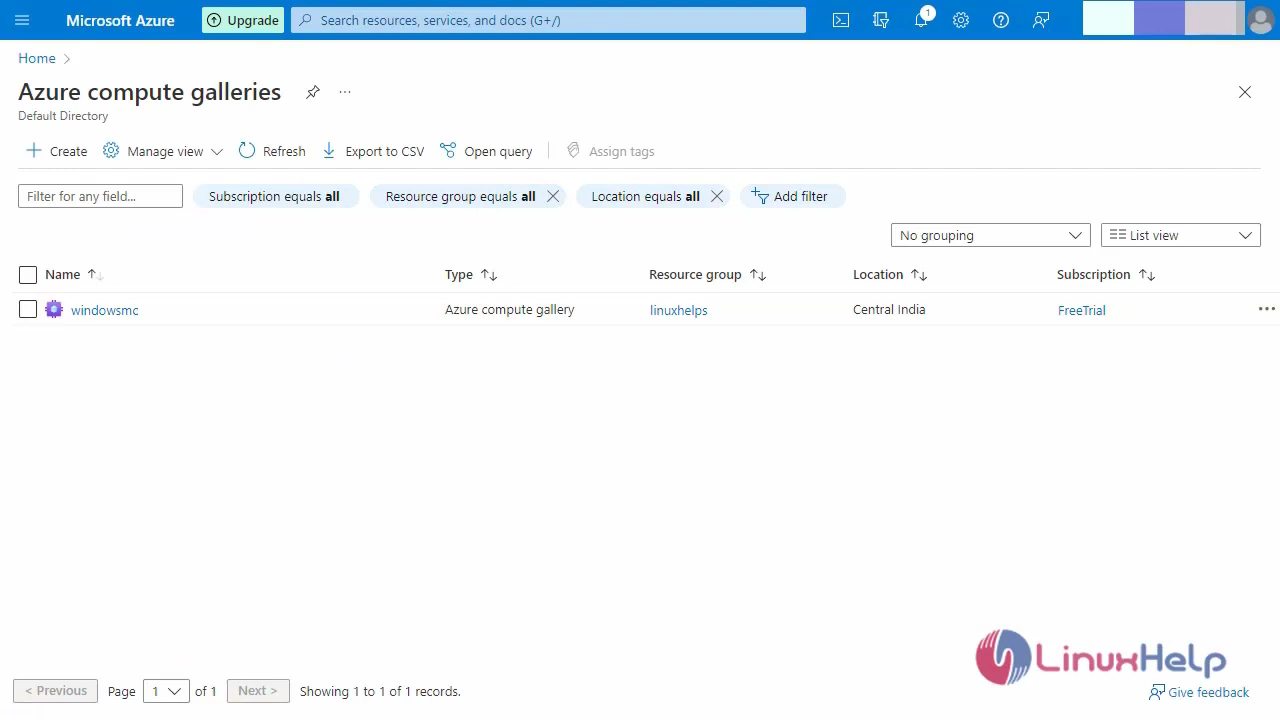 Microsoft Azure Upgrade Search resources, services, and docs (G+/) 1
Home >
Azure compute galleries ...
Default Directory
Create Manage view Refresh Export to CSV Open query Assign tags
Filter for any field... Subscription equals all Resource group equals all Location equals all Add filter
No grouping List view
Name Type Resource group Location Subscription
windowsmc Azure compute gallery linuxhelps Central India FreeTrial ...
LinuxHelp
< Previous Page 1 of 1 Next > Showing 1 to 1 of 1 records.
Give feedback